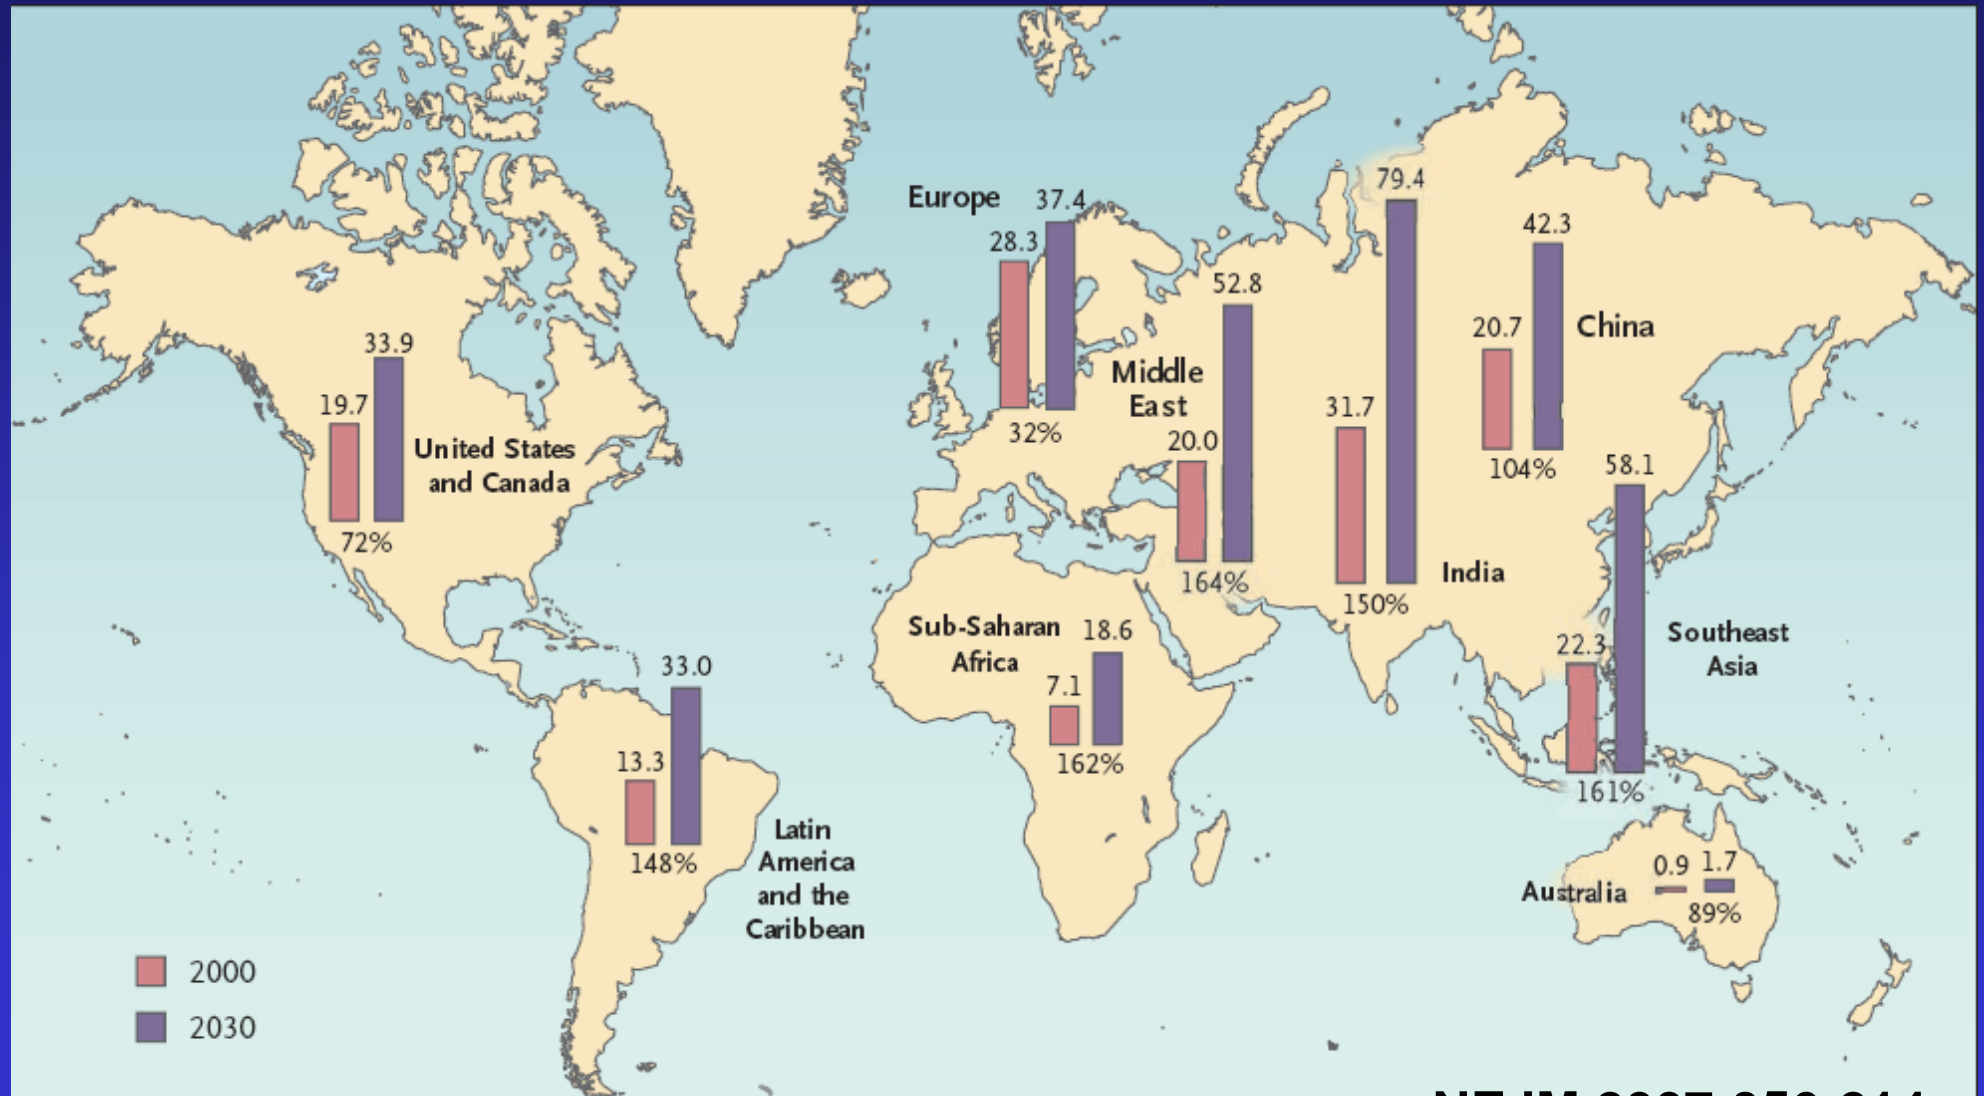 Europe
28.3
37.4
32%
Middle
East
20.0
52.8
164%
31.7
79.4
150%
India
20.7
42.3
104%
China
19.7
33.9
72%
United States
and Canada
Sub-Saharan
Africa
7.1
18.6
162%
22.3
58.1
161%
Southeast
Asia
13.3
33.0
148%
Latin
America
and the
Caribbean
Australia
0.9
1.7
89%
2000
2030